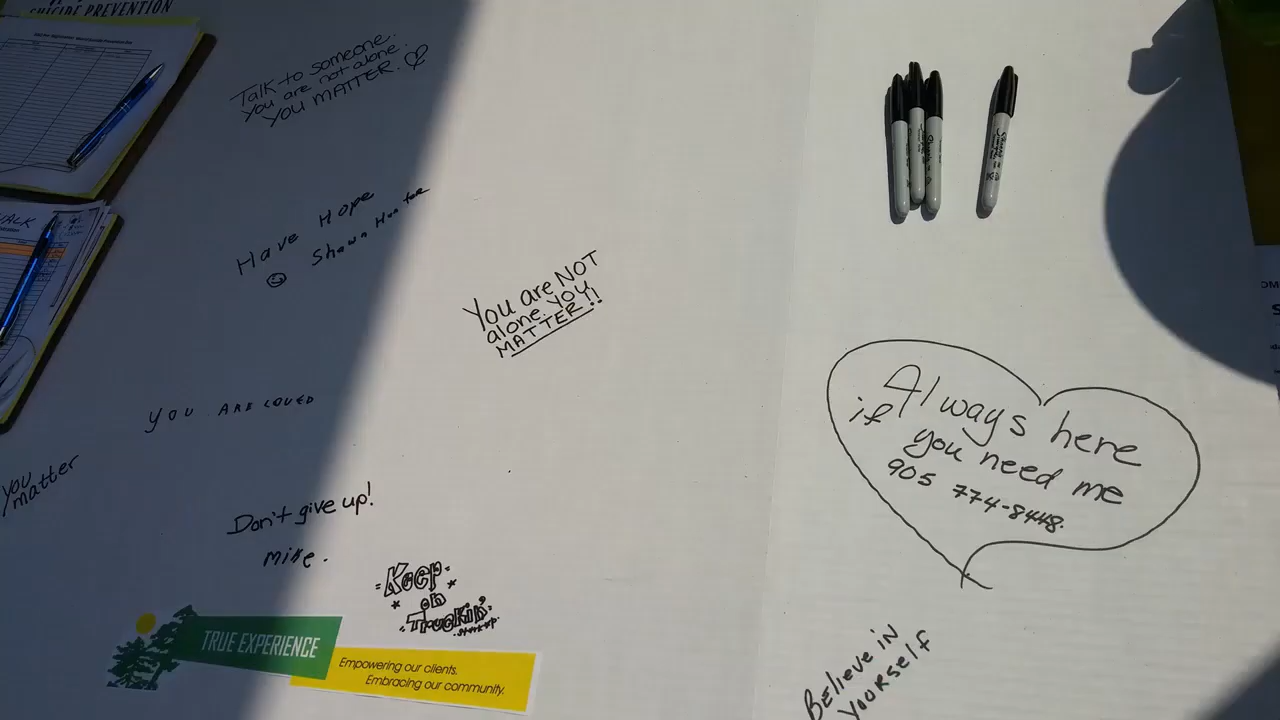 SUICIDE PREVENTION
Talk to someone.
You are not alone.
YOU MATTER.
Have Hope
Shawn Hunter
You are NOT
alone YOU
MATTER!!
YOU ARE LOVED
you
matter
Don't give up!
Mike.
Keep
on
Truckin'
TRUE EXPERIENCE
Empowering our clients.
Embracing our community.
Always here
if you need me
905 774-8448.
Believe in
yourself
Sharpie